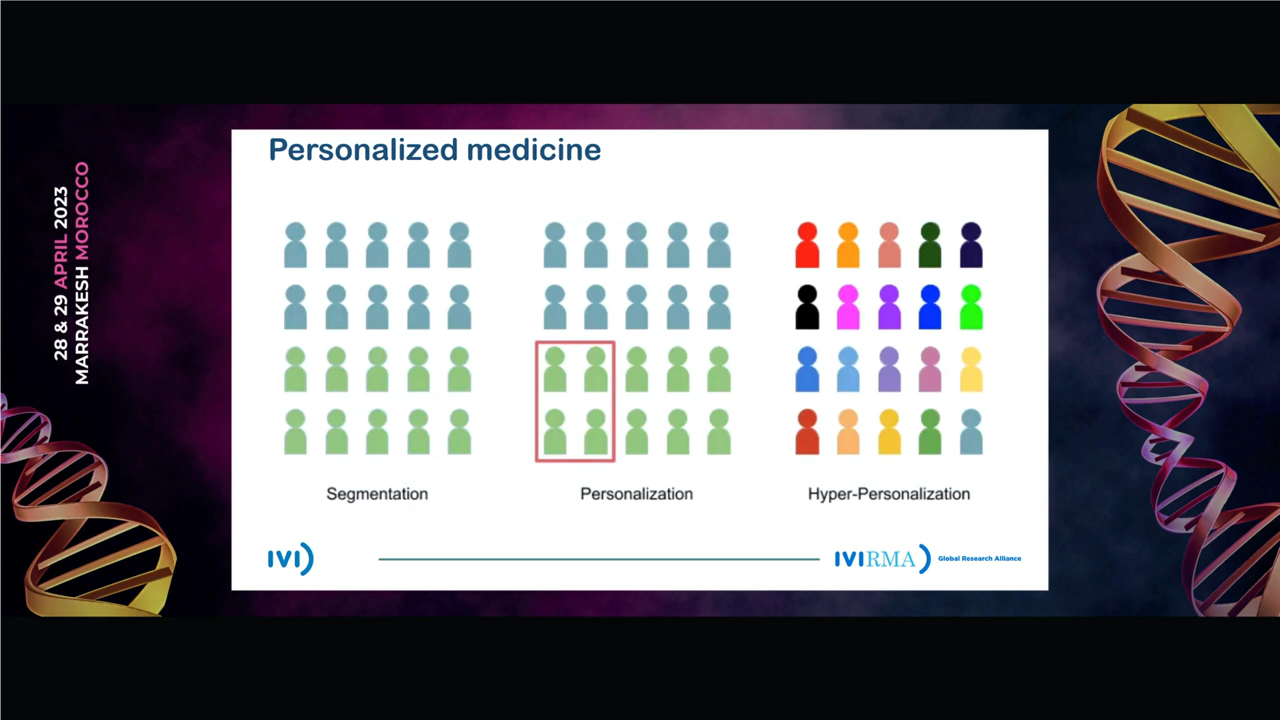 28 & 29 APRIL 2023
MARRAKESH MOROCCO
Personalized medicine
Segmentation
Personalization
Hyper-Personalization
IVI
IVIRMA Global Research Alliance